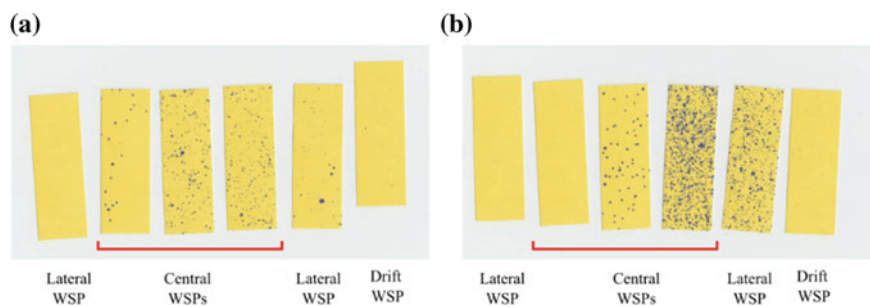 (a)
Lateral
WSP
Central
WSPs
Lateral
WSP
Drift
WSP
(b)
Lateral
WSP
Central
WSPs
Lateral
WSP
Drift
WSP